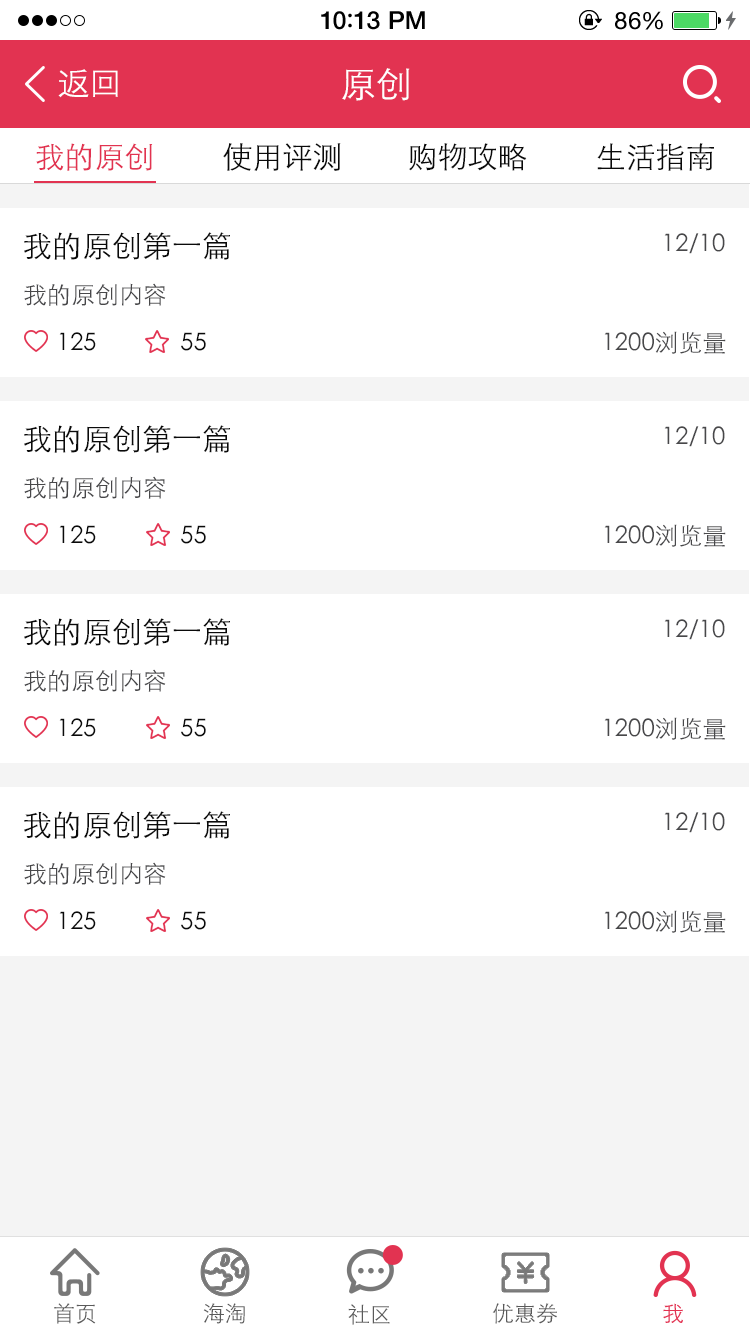 10:13 PM 86%
返回 原创
我的原创 使用评测 购物攻略 生活指南
我的原创第一篇 12/10
我的原创内容
125 55 1200浏览量
我的原创第一篇 12/10
我的原创内容
125 55 1200浏览量
我的原创第一篇 12/10
我的原创内容
125 55 1200浏览量
我的原创第一篇 12/10
我的原创内容
125 55 1200浏览量
首页 海淘 社区 优惠券 我